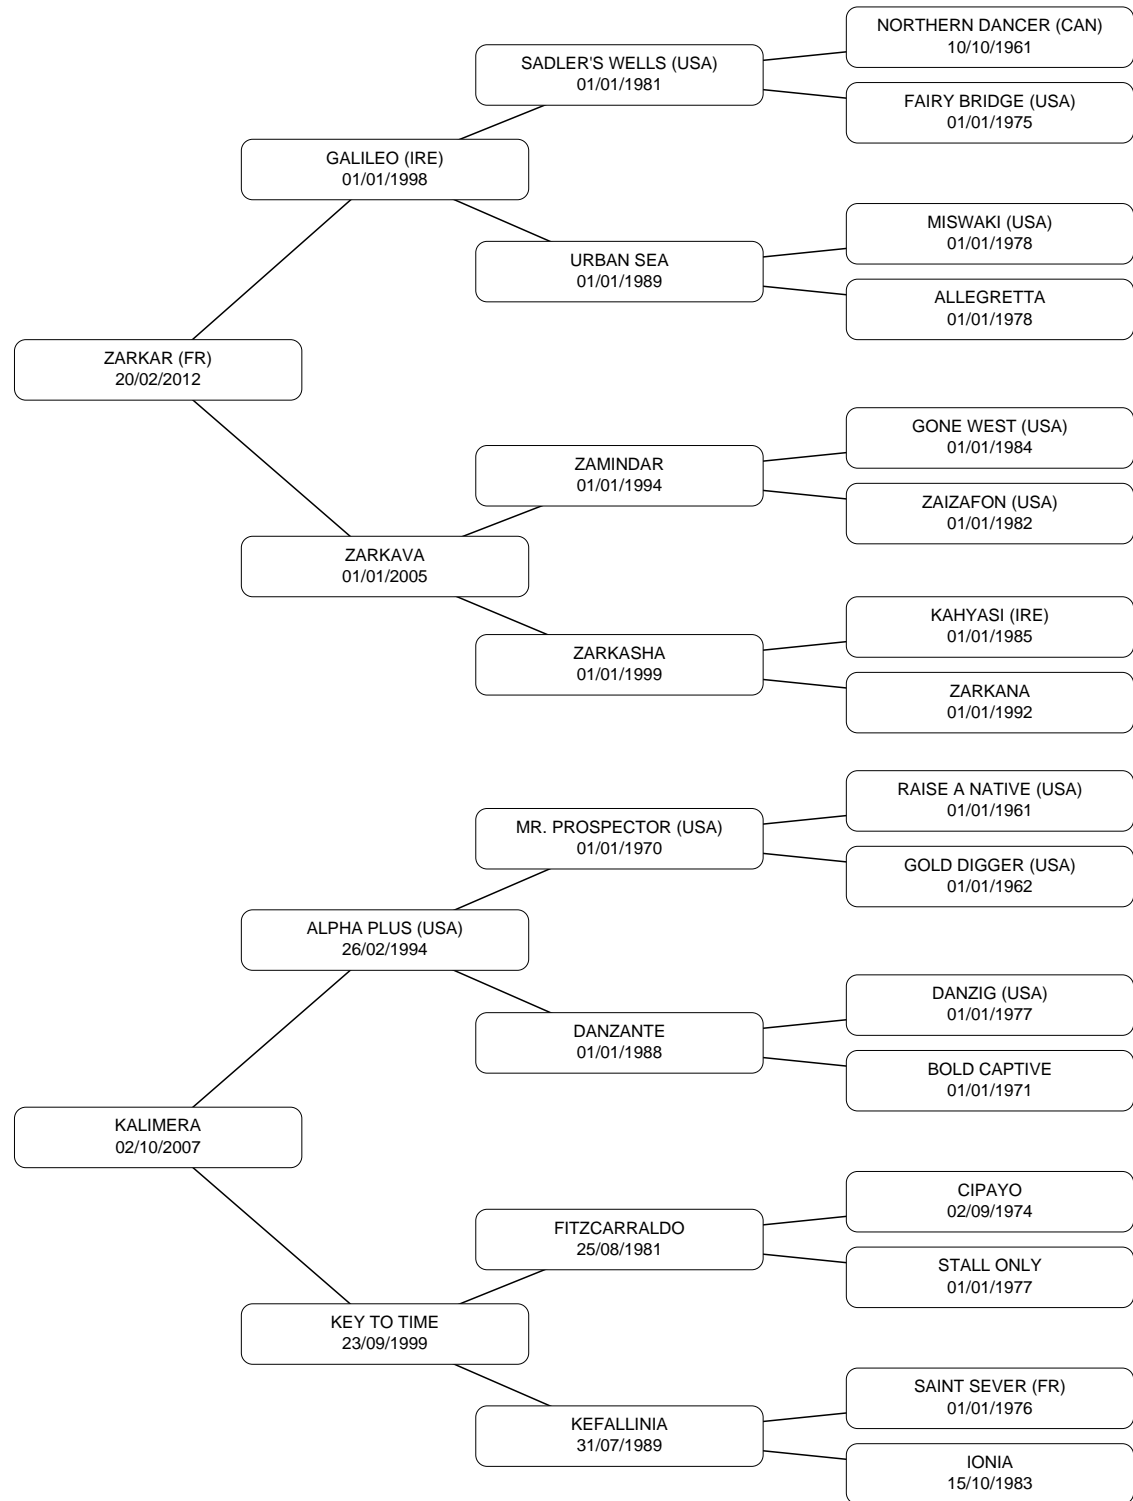 NORTHERN DANCER (CAN)
10/10/1961
SADLER'S WELLS (USA)
01/01/1981
FAIRY BRIDGE (USA)
01/01/1975
GALILEO (IRE)
01/01/1998
MISWAKI (USA)
01/01/1978
URBAN SEA
01/01/1989
ALLEGRETTA
01/01/1978
ZARKAR (FR)
20/02/2012
GONE WEST (USA)
01/01/1984
ZAMINDAR
01/01/1994
ZAIZAFON (USA)
01/01/1982
ZARKAVA
01/01/2005
KAHYASI (IRE)
01/01/1985
ZARKASHA
01/01/1999
ZARKANA
01/01/1992
RAISE A NATIVE (USA)
01/01/1961
MR. PROSPECTOR (USA)
01/01/1970
GOLD DIGGER (USA)
01/01/1962
ALPHA PLUS (USA)
26/02/1994
DANZIG (USA)
01/01/1977
DANZANTE
01/01/1988
BOLD CAPTIVE
01/01/1971
KALIMERA
02/10/2007
CIPAYO
02/09/1974
FITZCARRALDO
25/08/1981
STALL ONLY
01/01/1977
KEY TO TIME
23/09/1999
SAINT SEVER (FR)
01/01/1976
KEFALLINIA
31/07/1989
IONIA
15/10/1983